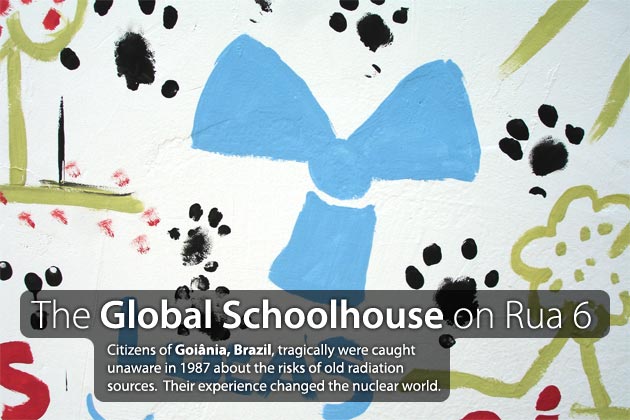 The Global Schoolhouse on Rua 6
Citizens of Goiânia, Brazil, tragically were caught
unaware in 1987 about the risks of old radiation
sources. Their experience changed the nuclear world.